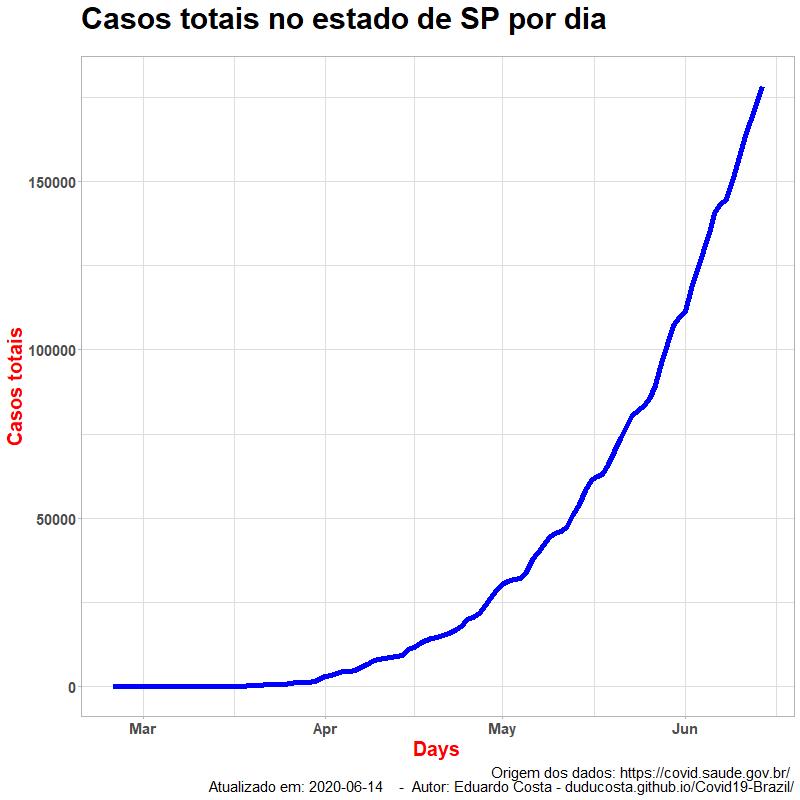 Casos totais no estado de SP por dia
150000
100000
50000
0
Casos totais
Mar Apr May Jun
Days
Origem dos dados: https://covid.saude.gov.br/
Atualizado em: 2020-06-14 - Autor: Eduardo Costa - duducosta.github.io/Covid19-Brazil/